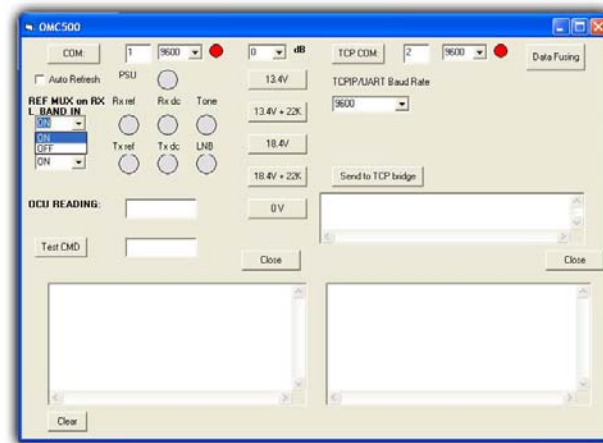 OMC500
COM: 1 9600 0 dB TCP COM: 2 9600 Data Fusing
Auto Refresh PSU 13.4V TCPIP/UART Baud Rate
REF MUX on RX Rx ref Rx dc Tone 9600
L BAND IN 13.4V + 22K
ON
ON
OFF Tx ref Tx dc LNB 18.4V
ON
18.4V + 22K Send to TCP bridge
OCU READING: 0 V
Test CMD
Close Close
Clear